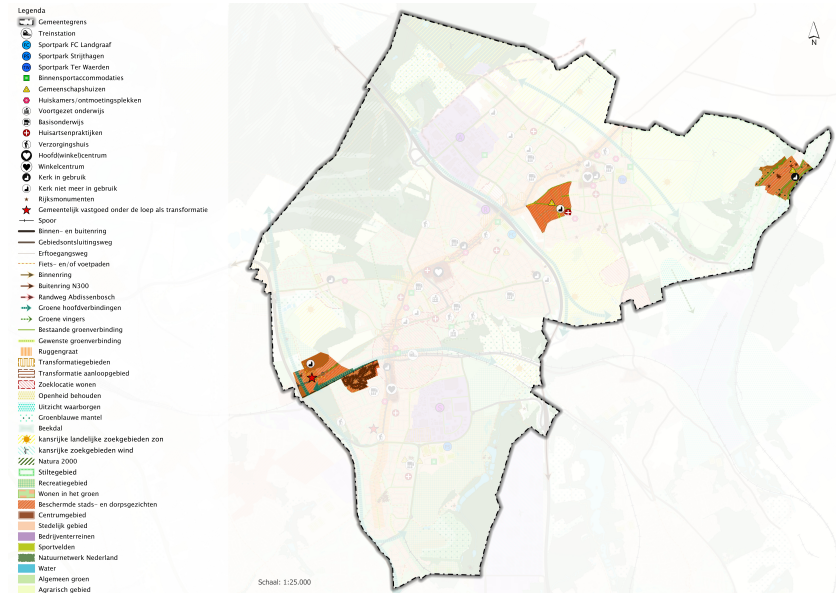 Legenda
Gemeentegrens
Treinstation
Sportpark FC Landgraaf
Sportpark Strijthagen
Sportpark Ter Waerden
Binnensportaccommodaties
Gemeenschapshuizen
Huiskamers/ontmoetingsplekken
Voortgezet onderwijs
Basisonderwijs
Huisartsenpraktijken
Verzorgingshuis
Hoofd(winkel)centrum
Winkelcentrum
Kerk in gebruik
Kerk niet meer in gebruik
Rijksmonumenten
Gemeentelijk vastgoed onder de loep als transformatie
Spoor
Binnen- en buitenring
Gebiedsontsluitingsweg
Erftoegangsweg
Fiets- en/of voetpaden
Binnenring
Buitenring N300
Randweg Abdissenbosch
Groene hoofdverbindingen
Groene vingers
Bestaande groenverbinding
Gewenste groenverbinding
Ruggengraat
Transformatiegebieden
Transformatie aanloopgebied
Zoeklocatie wonen
Openheid behouden
Uitzicht waarborgen
Groenblauwe mantel
Beekdal
kansrijke landelijke zoekgebieden zon
kansrijke zoekgebieden wind
Natura 2000
Stiltegebied
Recreatiegebied
Wonen in het groen
Beschermde stads- en dorpsgezichten
Centrumgebied
Stedelijk gebied
Bedrijventerreinen
Sportvelden
Natuurnetwerk Nederland
Water
Algemeen groen
Agrarisch gebied
N
Schaal: 1:25.000